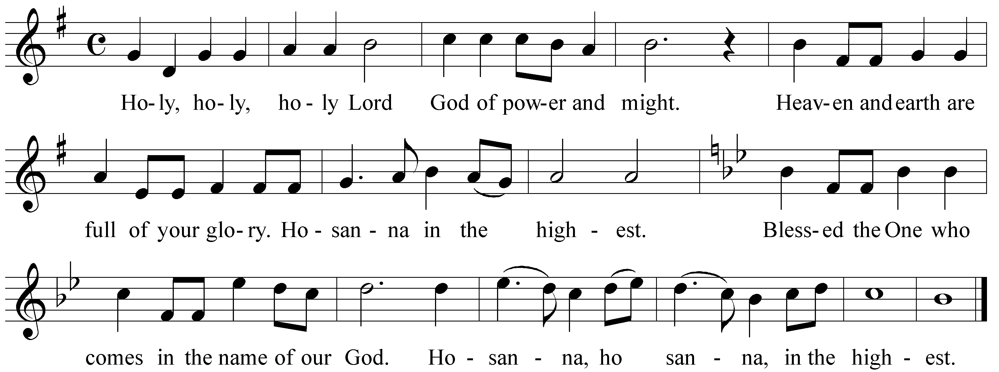 Ho-ly, ho-ly, ho-ly Lord God of pow-er and might. Heav-en and earth are
full of your glo-ry. Ho-san-na in the high-est. Bless-ed the One who
comes in the name of our God. Ho-san-na, ho san-na, in the high-est.